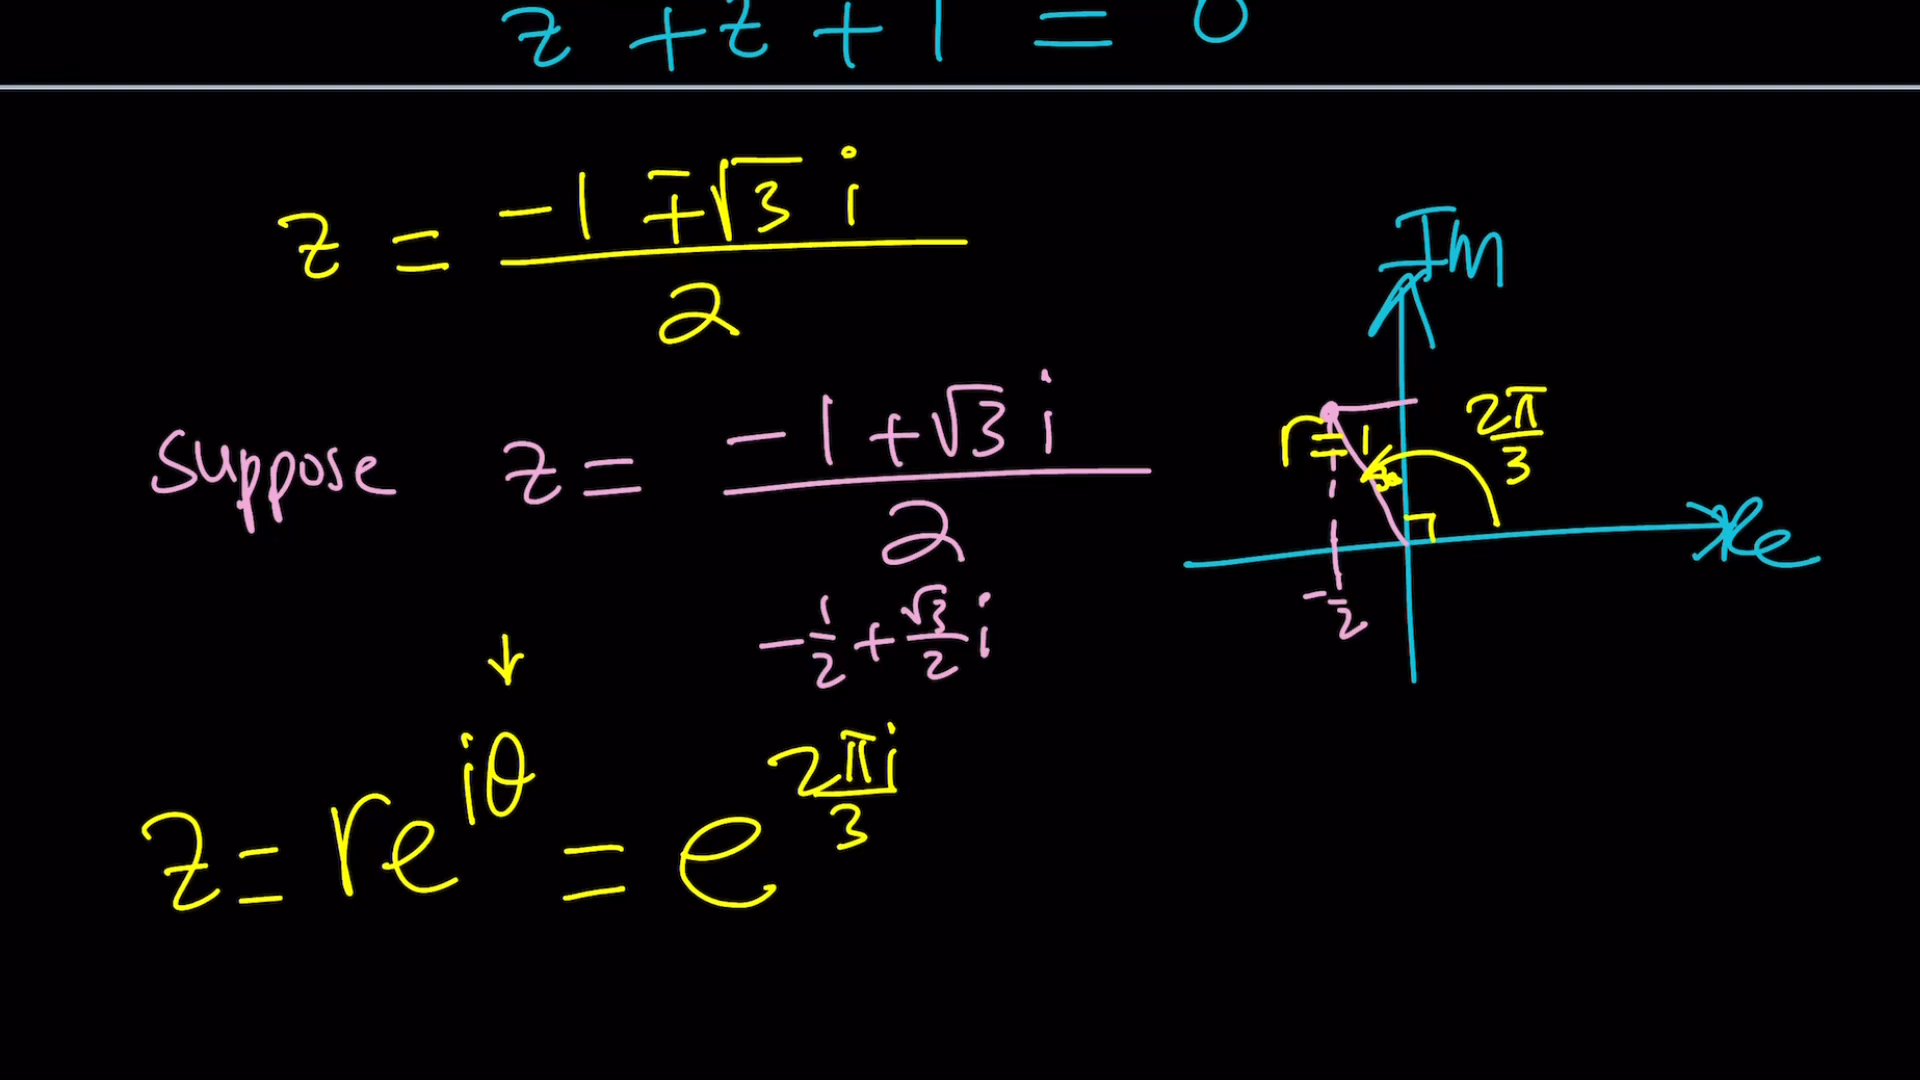 z + z + 1 = 0
z = (-1 ∓ √3 i) / 2
Suppose z = (-1 + √3 i) / 2
-1/2 + √3/2 i
z = re^(iθ) = e^(2πi/3)
Im
2π/3
r = 1
30
Re
-1/2